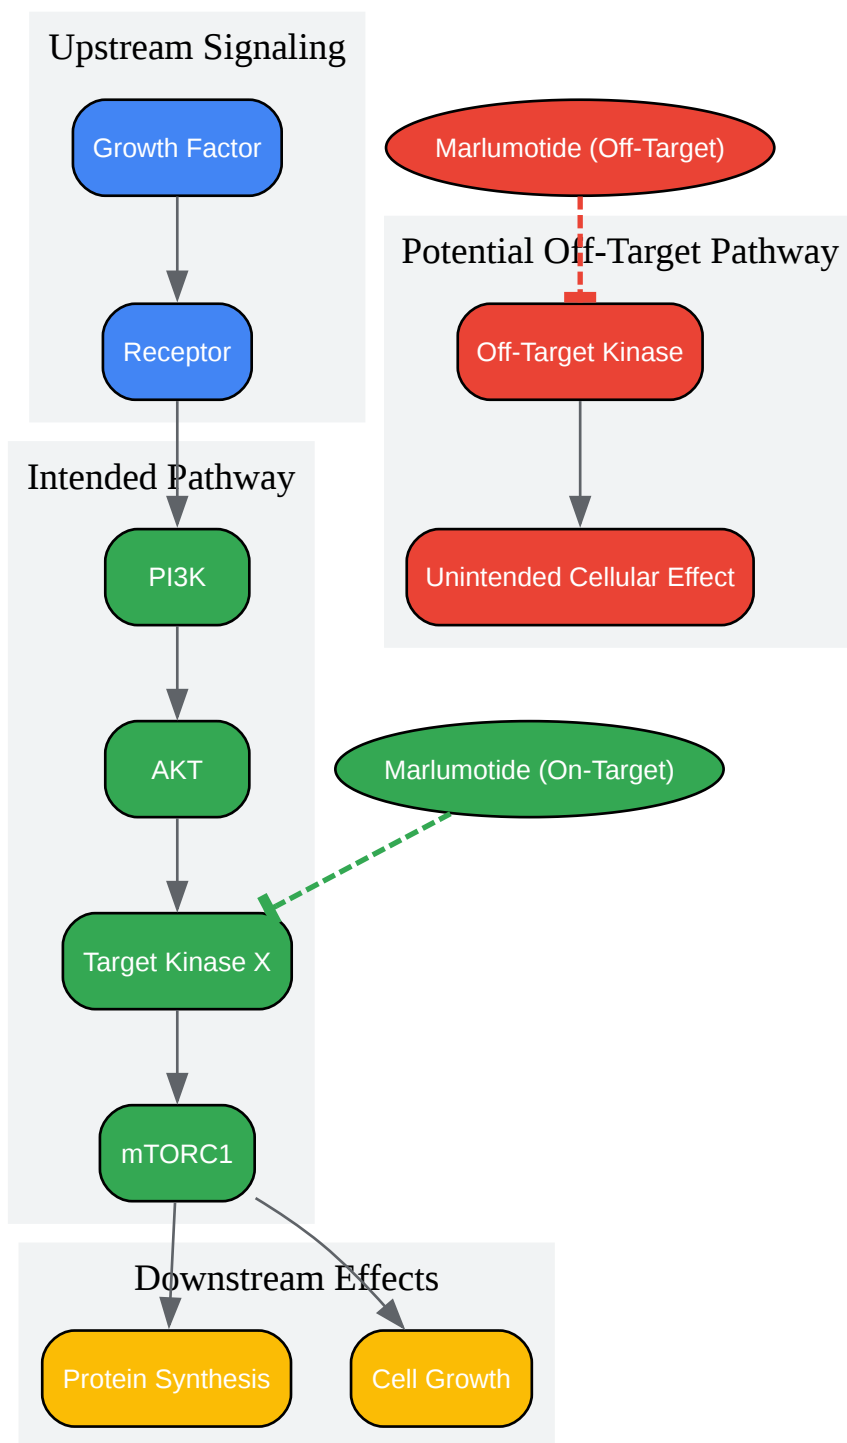 Upstream Signaling
Growth Factor
Marlumotide (Off-Target)
Potential Off-Target Pathway
Receptor
Off-Target Kinase
Intended Pathway
PI3K
Unintended Cellular Effect
AKT
Marlumotide (On-Target)
Target Kinase X
mTORC1
Downstream Effects
Protein Synthesis
Cell Growth